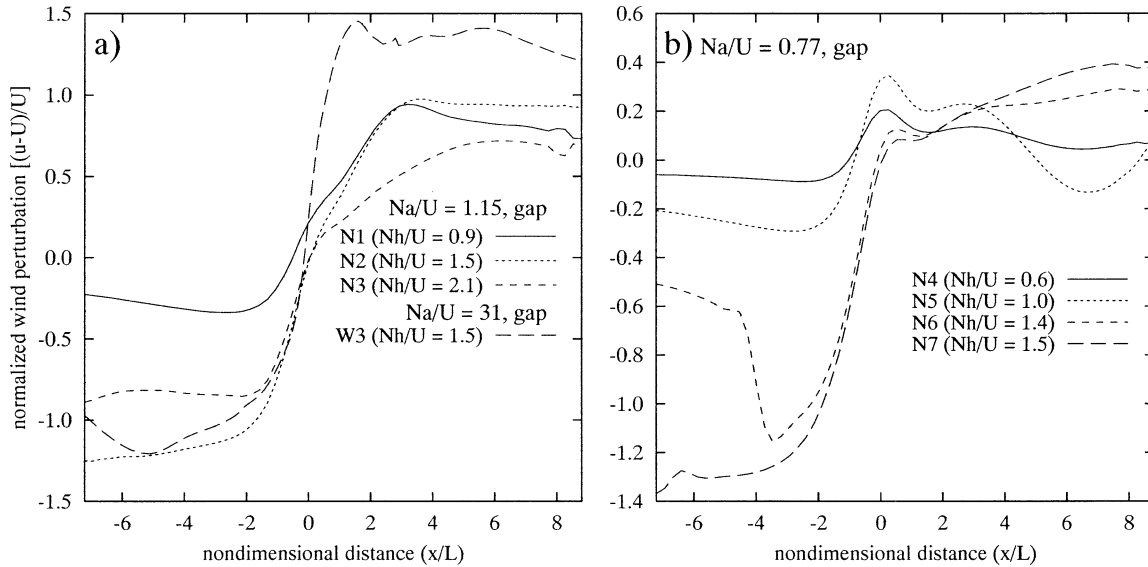 a)
1.5
1.0
0.5
0.0
-0.5
-1.0
-1.5
normalized wind perturbation [(u-U)/U]
Na/U = 1.15, gap
N1 (Nh/U = 0.9)
N2 (Nh/U = 1.5)
N3 (Nh/U = 2.1)
Na/U = 31, gap
W3 (Nh/U = 1.5)
-6 -4 -2 0 2 4 6 8
nondimensional distance (x/L)
b) Na/U = 0.77, gap
0.6
0.4
0.2
0.0
-0.2
-0.4
-0.6
-0.8
-1.0
-1.2
-1.4
N4 (Nh/U = 0.6)
N5 (Nh/U = 1.0)
N6 (Nh/U = 1.4)
N7 (Nh/U = 1.5)
-6 -4 -2 0 2 4 6 8
nondimensional distance (x/L)